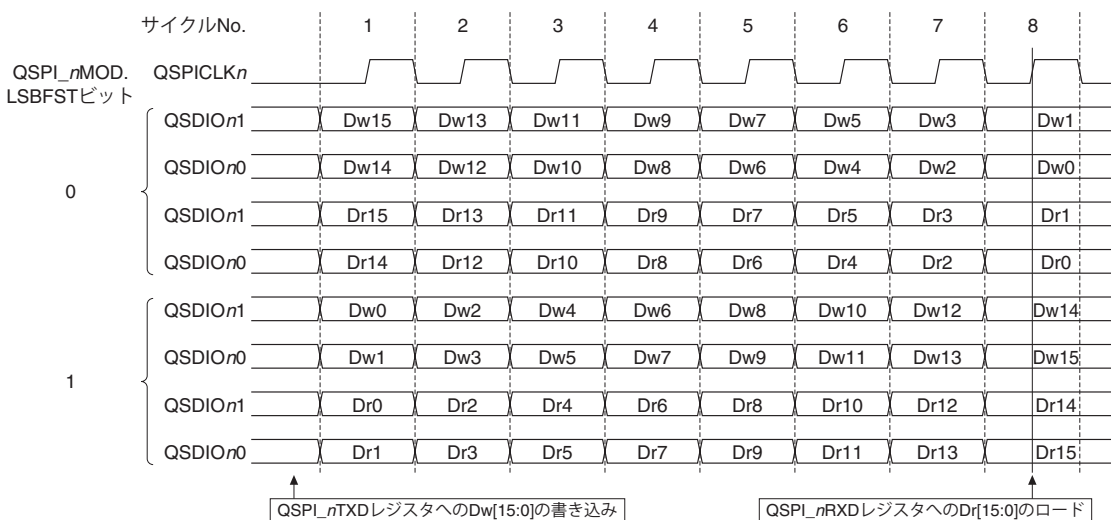 サイクルNo. 1 2 3 4 5 6 7 8
QSPI_nMOD. QSPICLKn
LSBFSTビット
QSDIOn1 Dw15 Dw13 Dw11 Dw9 Dw7 Dw5 Dw3 Dw1
QSDIOn0 Dw14 Dw12 Dw10 Dw8 Dw6 Dw4 Dw2 Dw0
0
QSDIOn1 Dr15 Dr13 Dr11 Dr9 Dr7 Dr5 Dr3 Dr1
QSDIOn0 Dr14 Dr12 Dr10 Dr8 Dr6 Dr4 Dr2 Dr0
QSDIOn1 Dw0 Dw2 Dw4 Dw6 Dw8 Dw10 Dw12 Dw14
QSDIOn0 Dw1 Dw3 Dw5 Dw7 Dw9 Dw11 Dw13 Dw15
1
QSDIOn1 Dr0 Dr2 Dr4 Dr6 Dr8 Dr10 Dr12 Dr14
QSDIOn0 Dr1 Dr3 Dr5 Dr7 Dr9 Dr11 Dr13 Dr15
QSPI_nTXDレジスタへのDw[15:0]の書き込み QSPI_nRXDレジスタへのDr[15:0]のロード